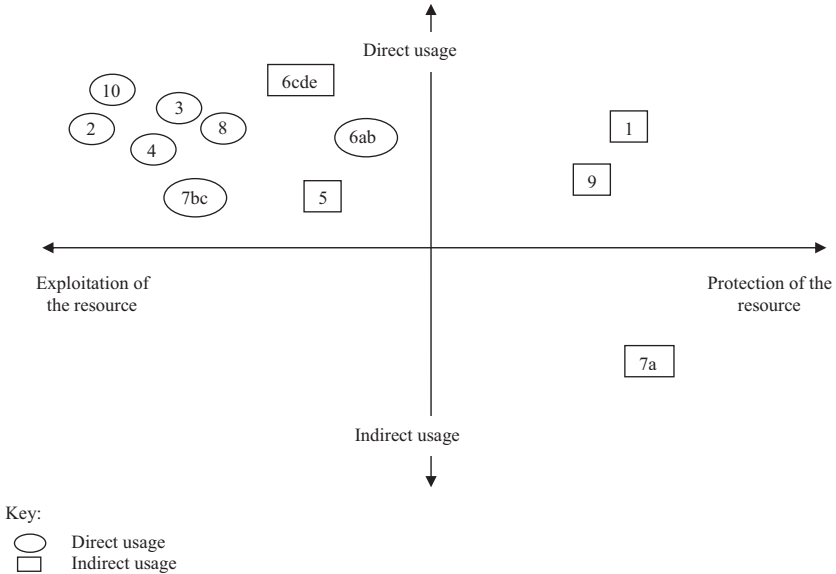 Direct usage
6cde
10
3
8
2
4
6ab
1
9
7bc
5
Exploitation of
the resource
Protection of the
resource
7a
Indirect usage
Key:
Direct usage
Indirect usage